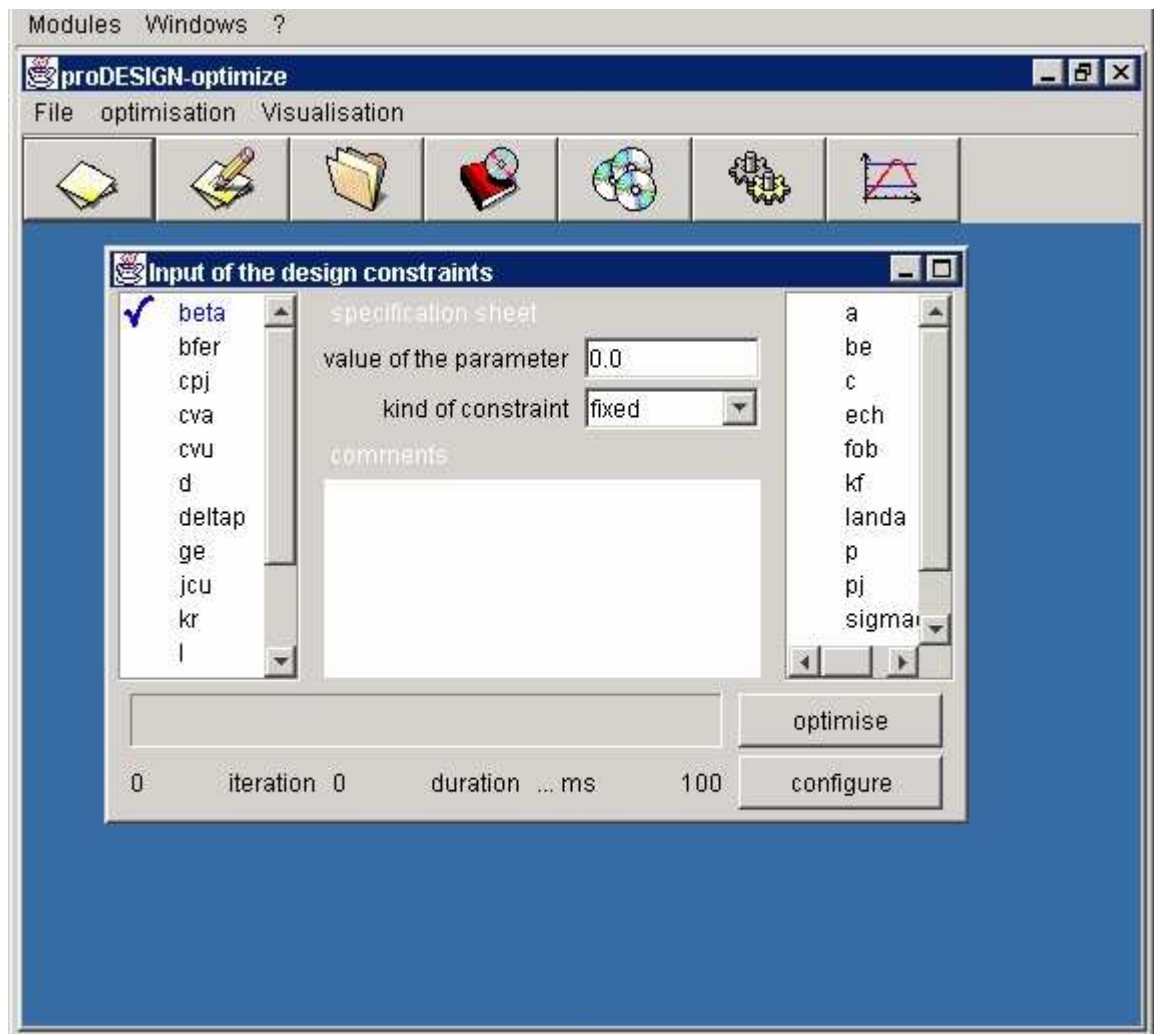 Modules Windows ?
proDESIGN-optimize
File optimisation Visualisation
Input of the design constraints
beta
bfer
cpj
cva
cvu
d
deltap
ge
jcu
kr
l
specification sheet
value of the parameter 0.0
kind of constraint fixed
comments
a
be
c
ech
fob
kf
landa
p
pj
optimise
0 iteration 0 duration ... ms 100
configure